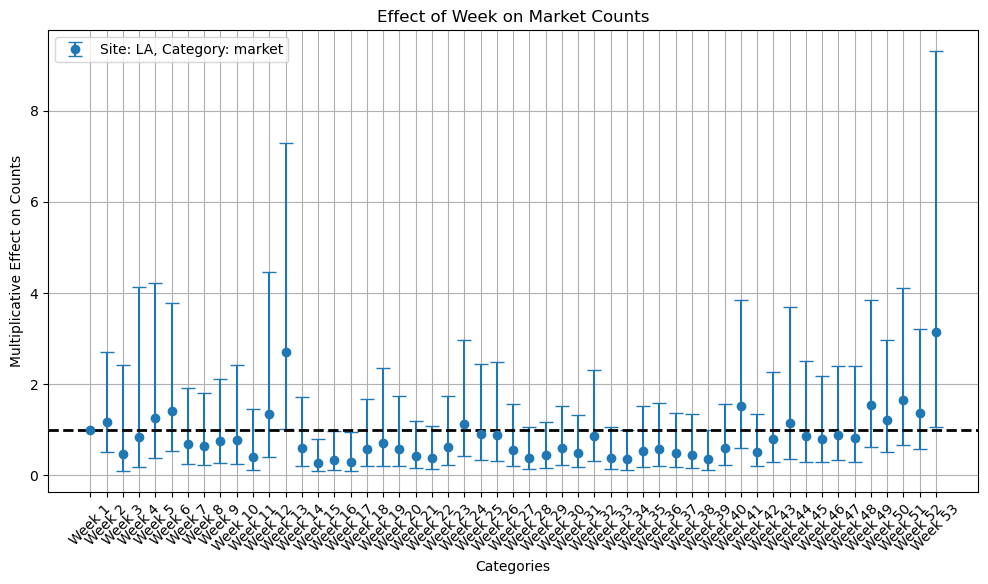 Effect of Week on Market Counts
Site: LA, Category: market
Multiplicative Effect on Counts
8
6
4
2
0
Week 1
Week 2
Week 3
Week 4
Week 5
Week 6
Week 7
Week 8
Week 9
Week 10
Week 11
Week 12
Week 13
Week 14
Week 15
Week 16
Week 17
Week 18
Week 19
Week 20
Week 21
Week 22
Week 23
Week 24
Week 25
Week 26
Week 27
Week 28
Week 29
Week 30
Week 31
Week 32
Week 33
Week 34
Week 35
Week 36
Week 37
Week 38
Week 39
Week 40
Week 41
Week 42
Week 43
Week 44
Week 45
Week 46
Week 47
Week 48
Week 49
Week 50
Week 51
Week 52
Week 53
Categories